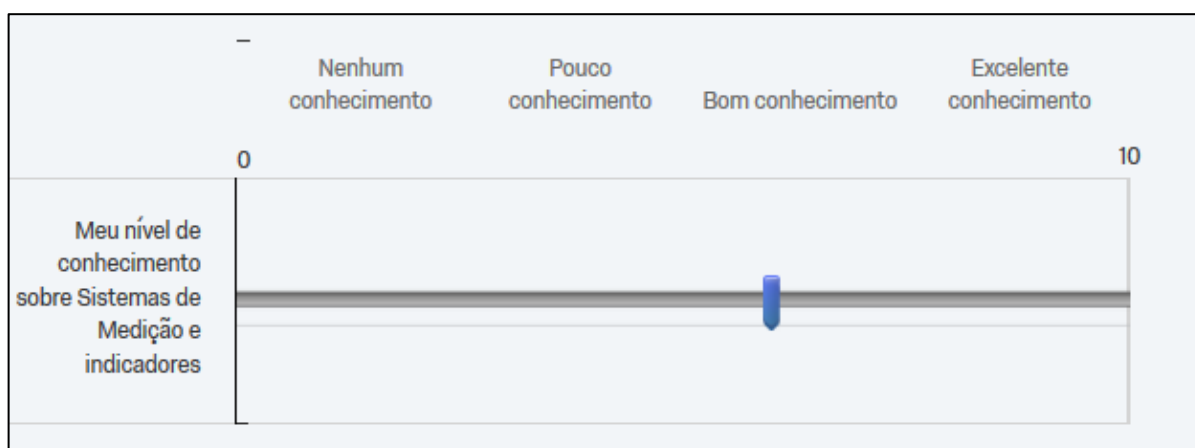 Nenhum
conhecimento
Pouco
conhecimento
Bom conhecimento
Excelente
conhecimento
0
10
Meu nível de
conhecimento
sobre Sistemas de
Medição e
indicadores